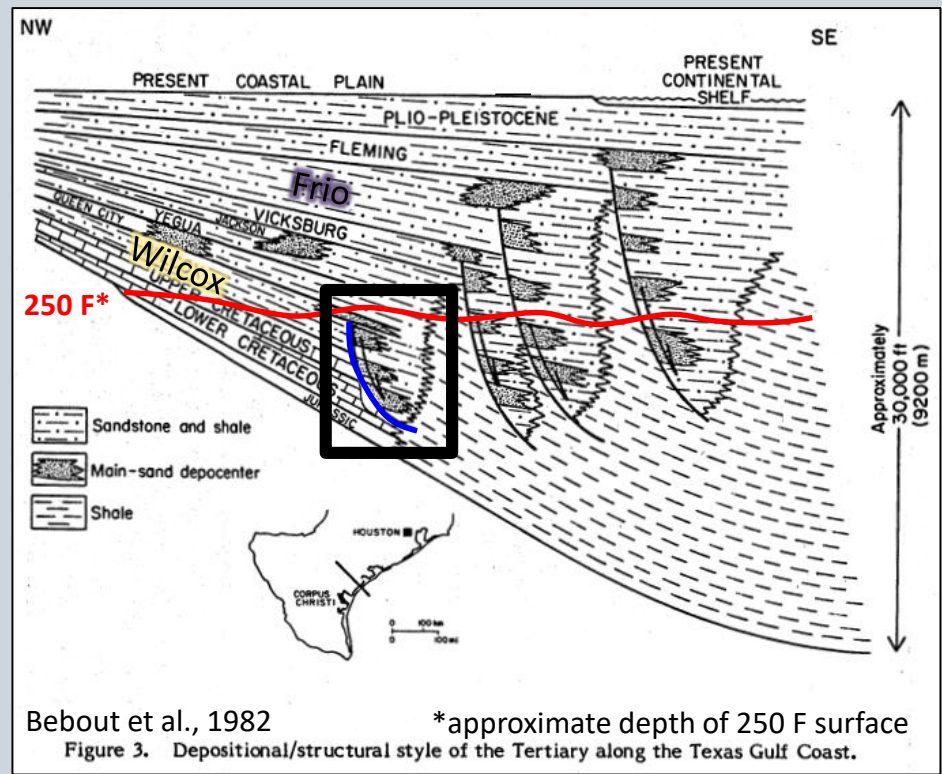 NW
SE
PRESENT COASTAL PLAIN
PRESENT
CONTINENTAL
SHELF
PLIO-PLEISTOCENE
FLEMING
Frio
VICKSBURG
JACKSON
YEGUA
QUEEN CITY
Wilcox
250 F*
UPPER CRETACEOUS
LOWER CRETACEOUS
JURASSIC
Approximately
30,000 ft
(9200 m)
Sandstone and shale
Main-sand depocenter
Shale
HOUSTON
CORPUS
CHRISTI
0 100 km
0 100 mi
Bebout et al., 1982
*approximate depth of 250 F surface
Figure 3. Depositional/structural style of the Tertiary along the Texas Gulf Coast.